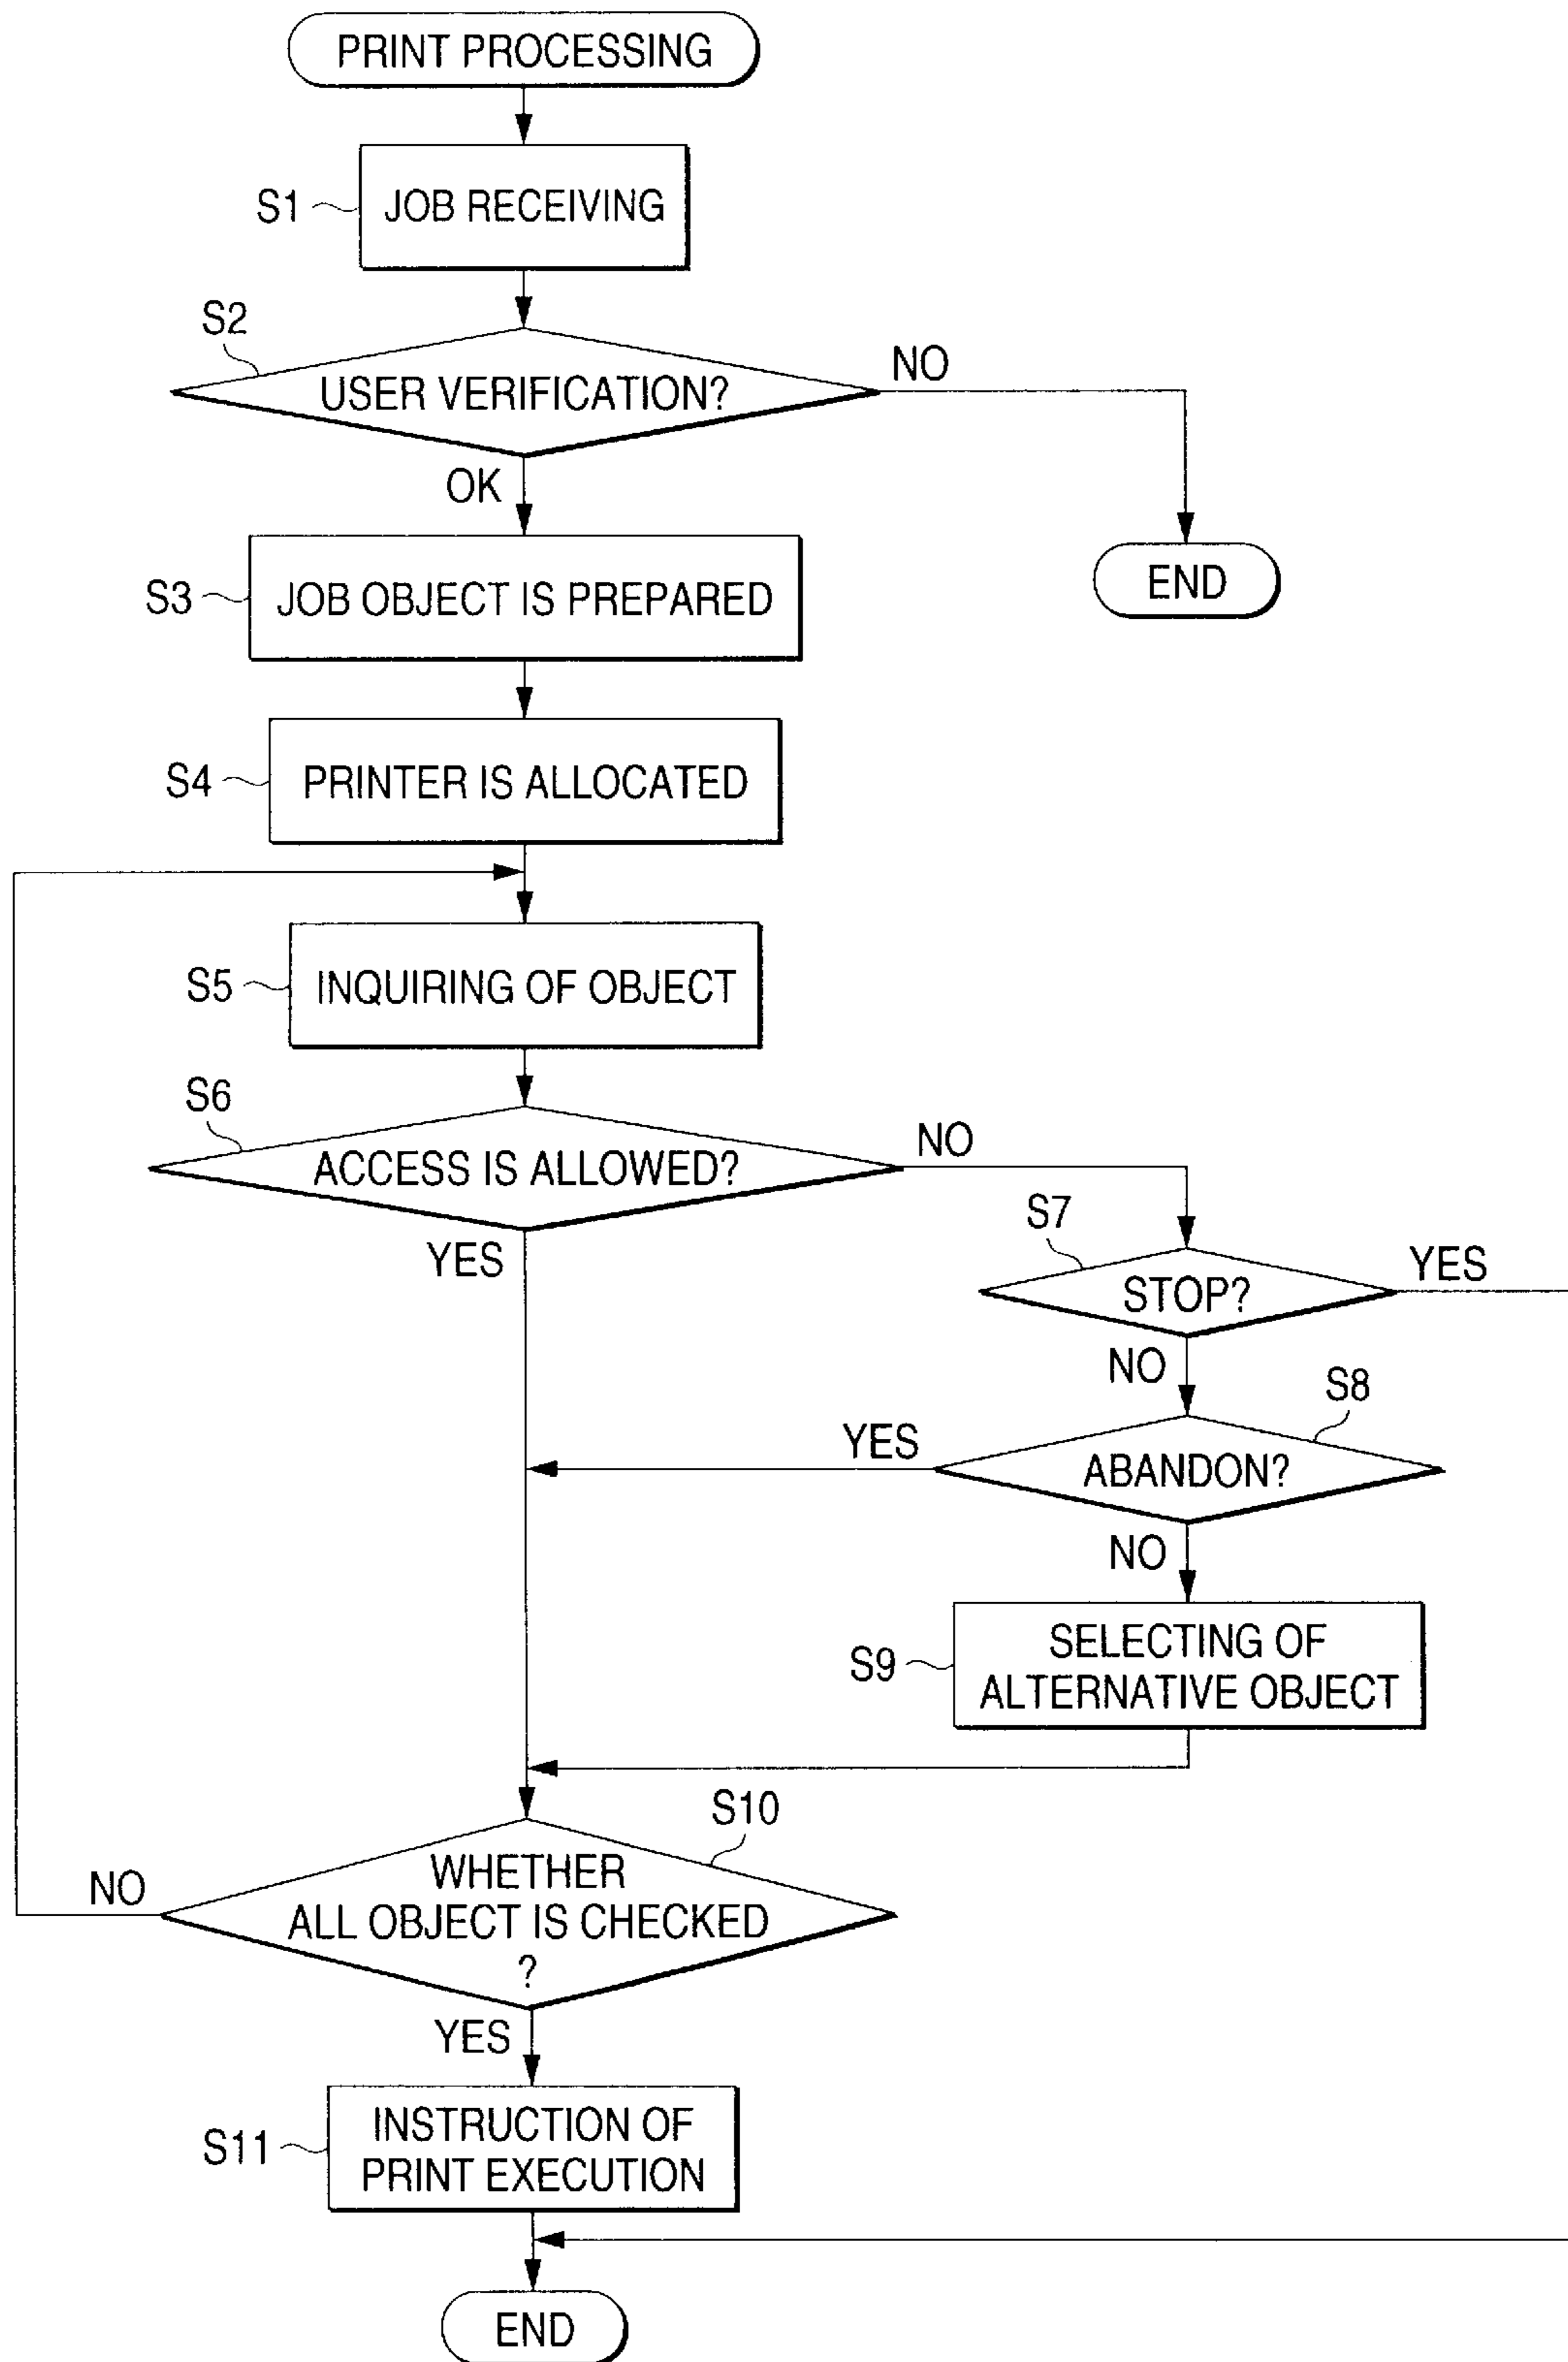 PRINT PROCESSING
S1
JOB RECEIVING
S2
USER VERIFICATION?
NO
OK
END
S3
JOB OBJECT IS PREPARED
S4
PRINTER IS ALLOCATED
S5
INQUIRING OF OBJECT
S6
ACCESS IS ALLOWED?
NO
YES
S7
STOP?
YES
NO
S8
ABANDON?
YES
NO
S9
SELECTING OF
ALTERNATIVE OBJECT
S10
WHETHER
ALL OBJECT IS CHECKED
?
NO
YES
S11
INSTRUCTION OF
PRINT EXECUTION
END